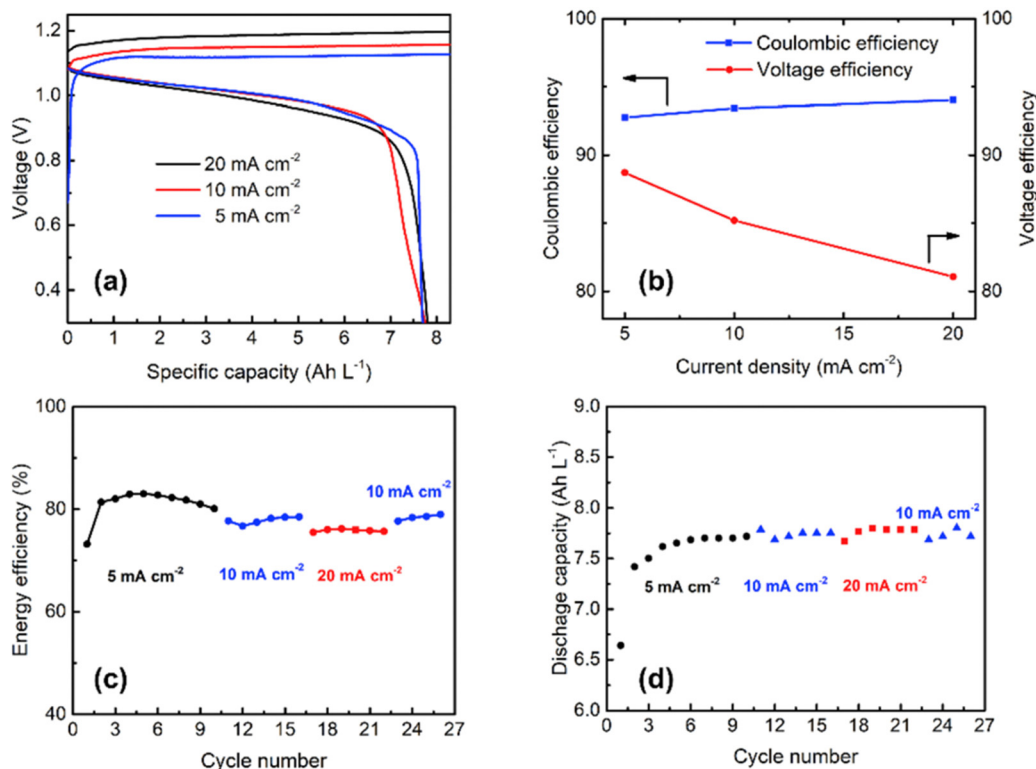 1.2
1.0
0.8
0.6
0.4
Voltage (V)
20 mA cm⁻²
10 mA cm⁻²
5 mA cm⁻²
(a)
0 1 2 3 4 5 6 7 8
Specific capacity (Ah L⁻¹)
100
90
80
Coulombic efficiency
Coulombic efficiency
Voltage efficiency
(b)
100
90
80
Voltage efficiency
5 10 15 20
Current density (mA cm⁻²)
100
80
60
40
Energy efficiency (%)
5 mA cm⁻²
10 mA cm⁻²
20 mA cm⁻²
10 mA cm⁻²
(c)
0 3 6 9 12 15 18 21 24 27
Cycle number
9.0
8.5
8.0
7.5
7.0
6.5
6.0
Dischage capacity (Ah L⁻¹)
10 mA cm⁻²
5 mA cm⁻²
10 mA cm⁻²
20 mA cm⁻²
(d)
0 3 6 9 12 15 18 21 24 27
Cycle number